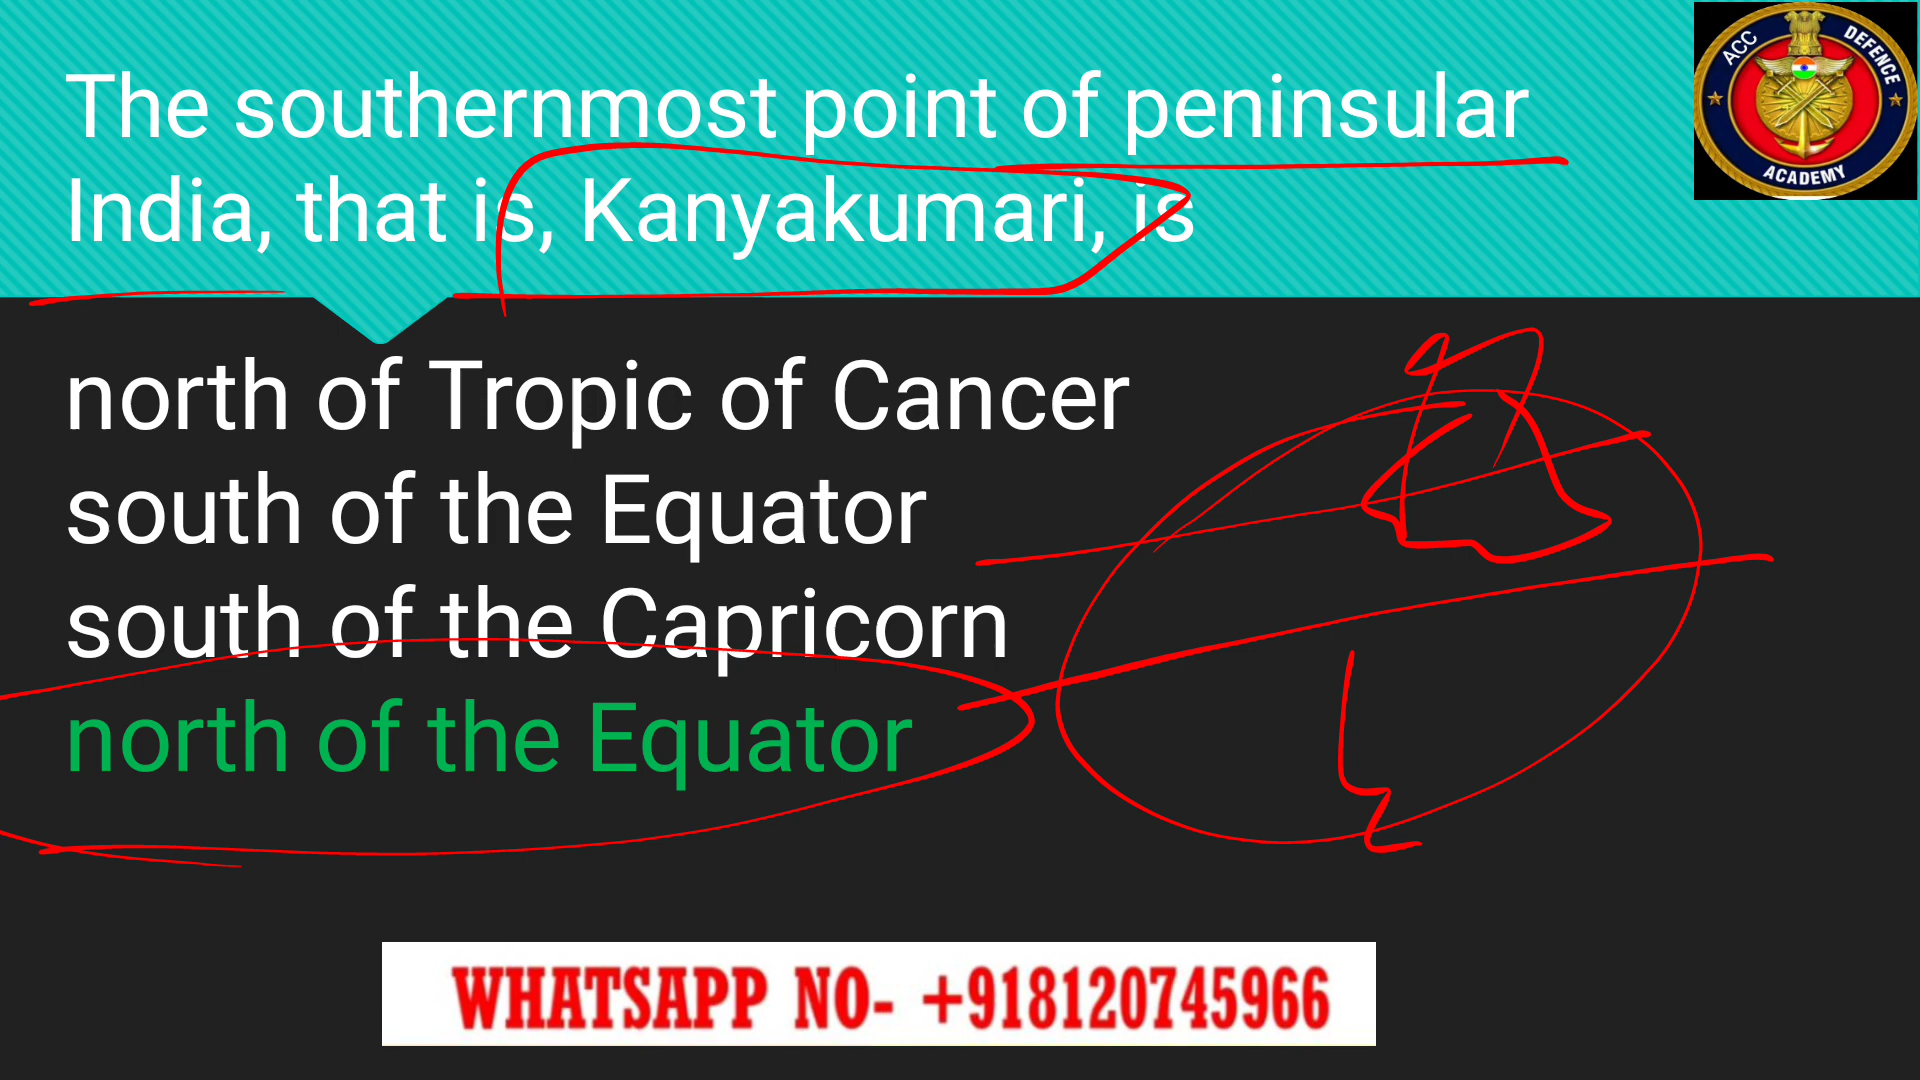 The southernmost point of peninsular
India, that is, Kanyakumari, is
ACC DEFENCE
ACADEMY
north of Tropic of Cancer
south of the Equator
south of the Capricorn
north of the Equator
WHATSAPP NO- +918120745966